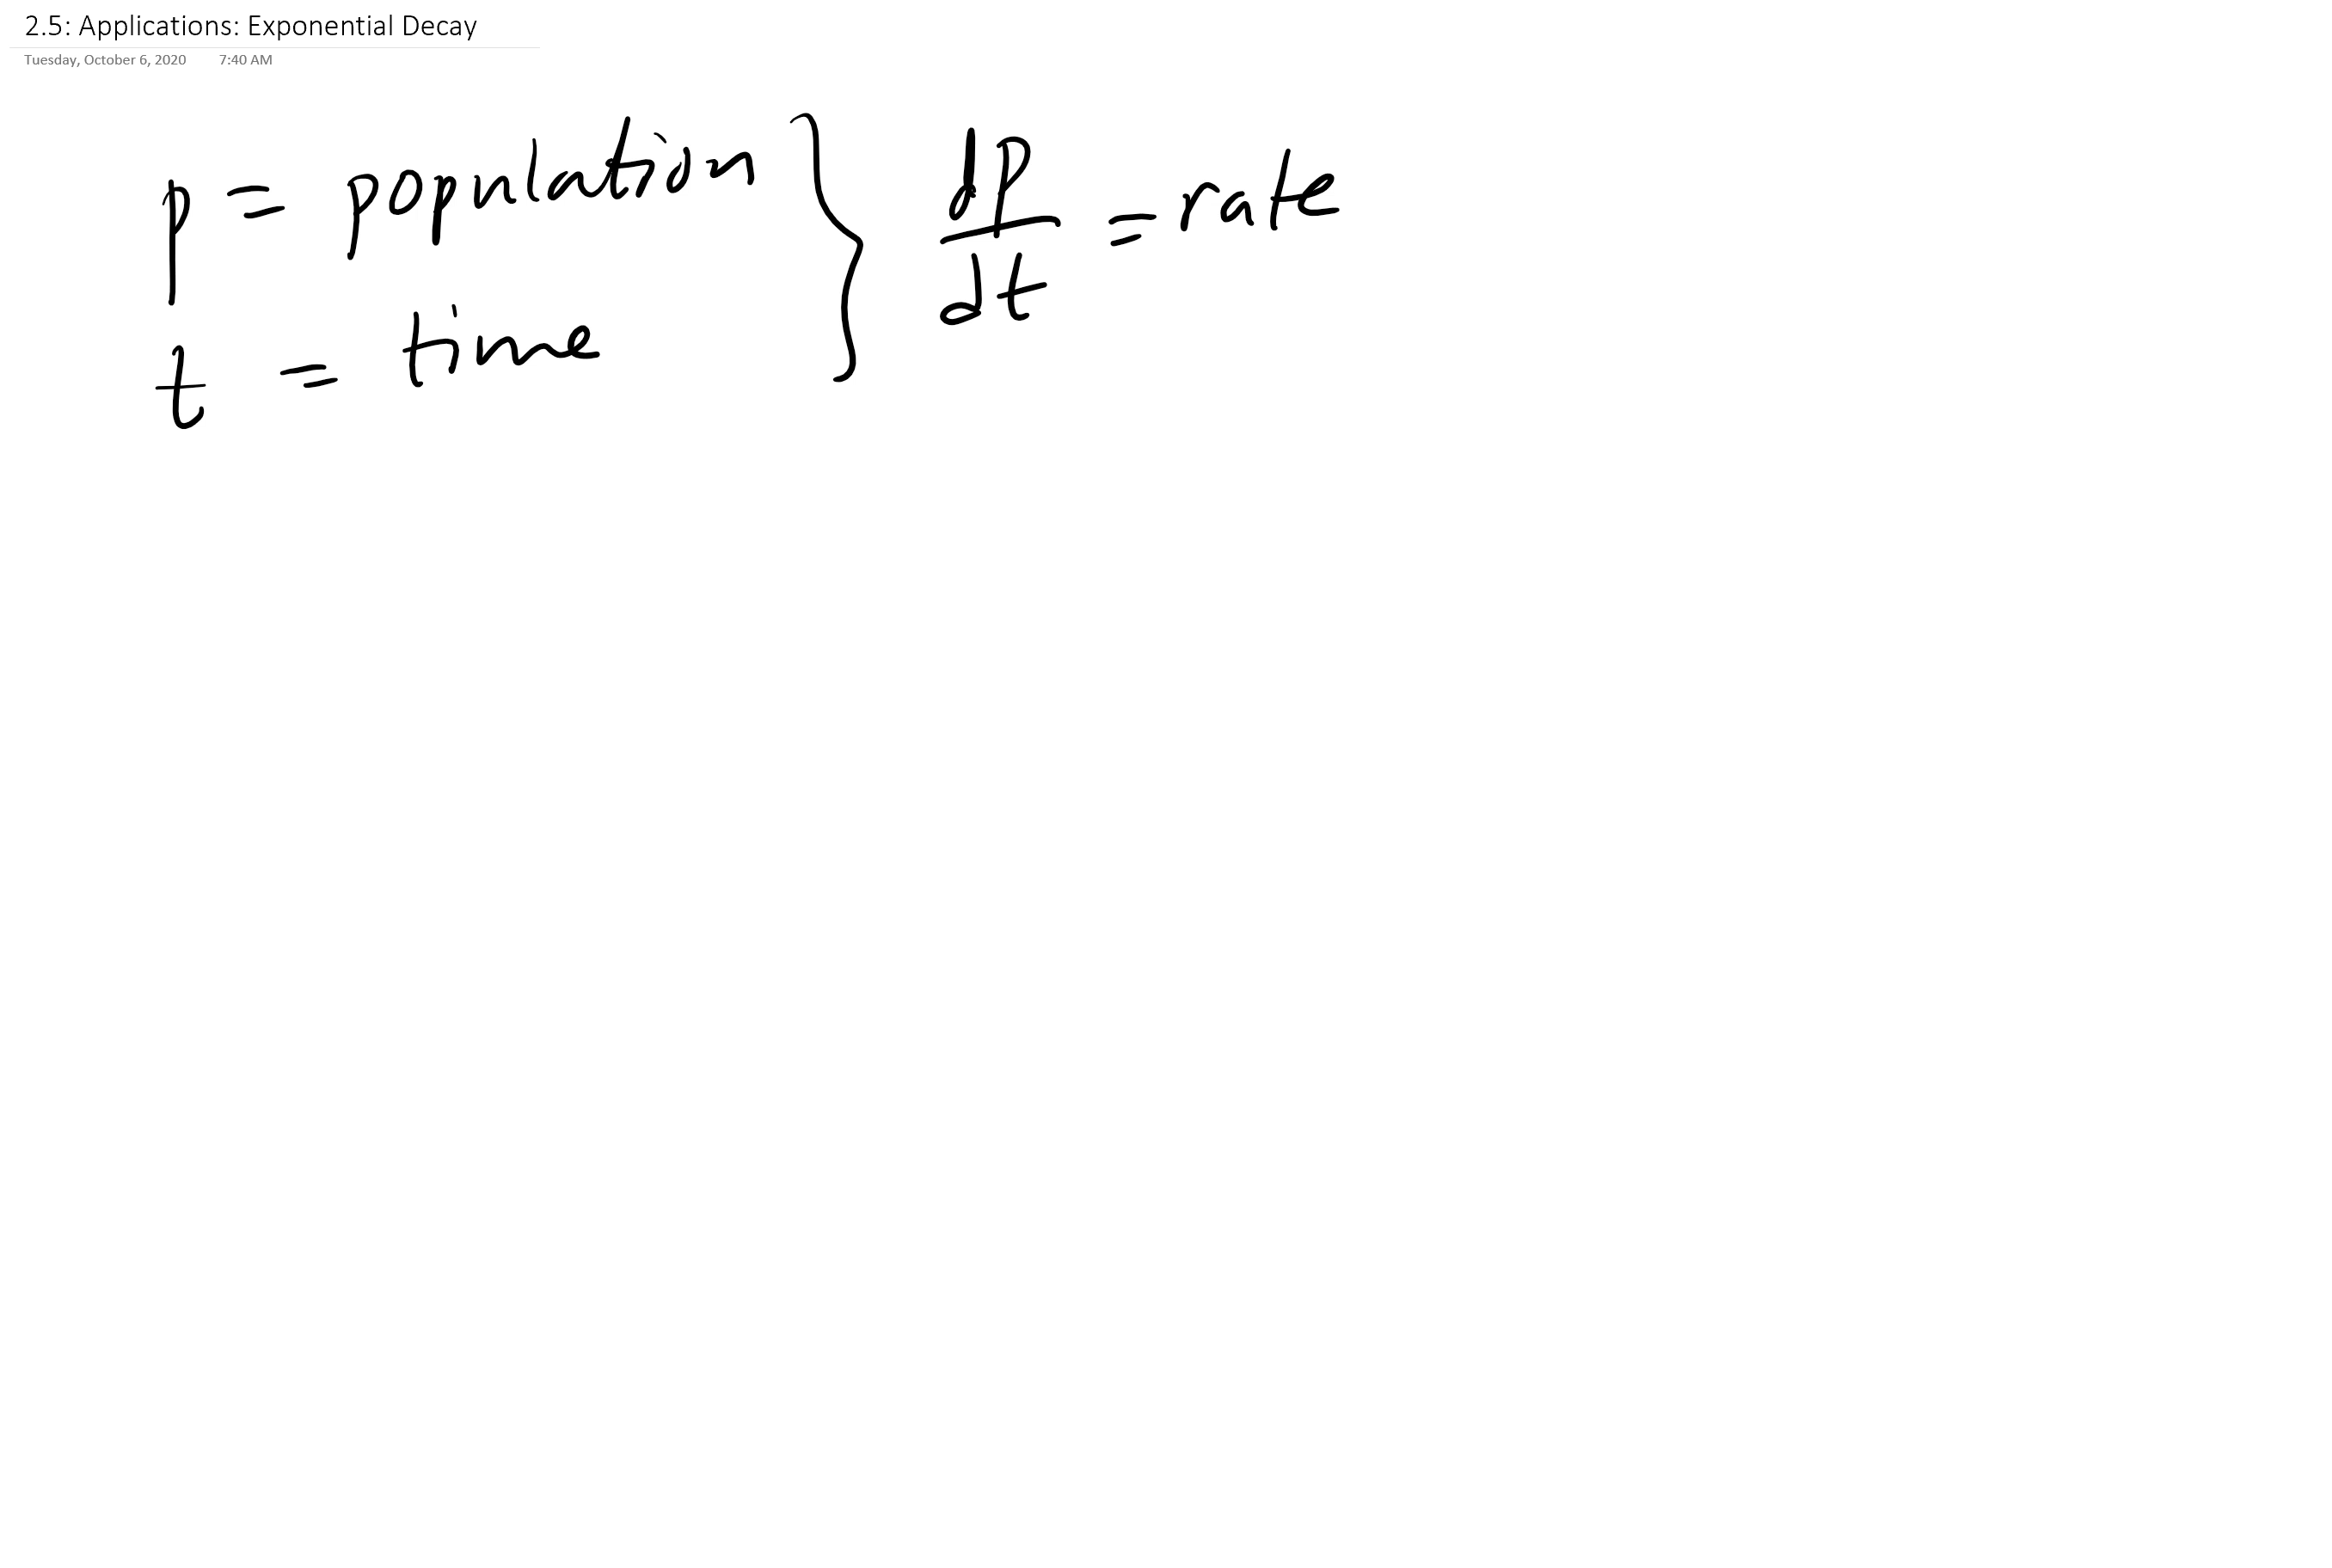 2.5: Applications: Exponential Decay
Tuesday, October 6, 2020 7:40 AM
p = population } dP/dt = rate
t = time